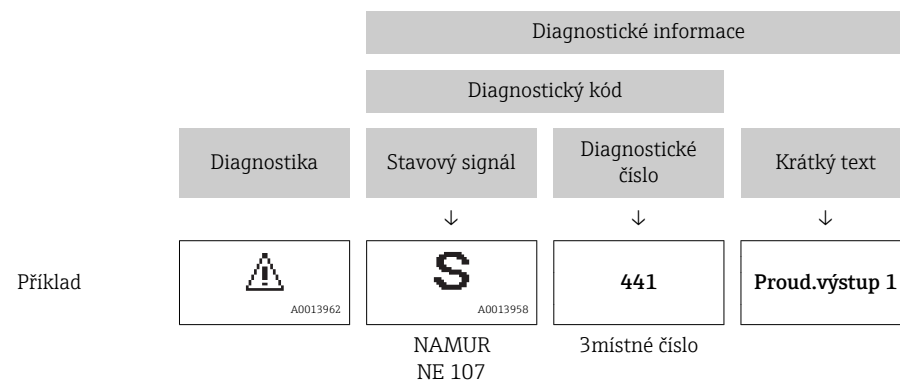 Diagnostické informace
Diagnostický kód
Diagnostika
Stavový signál
Diagnostické
číslo
Krátký text
↓ ↓ ↓
Příklad
A0013962
S
A0013958
441
Proud.výstup 1
NAMUR
NE 107
3místné číslo